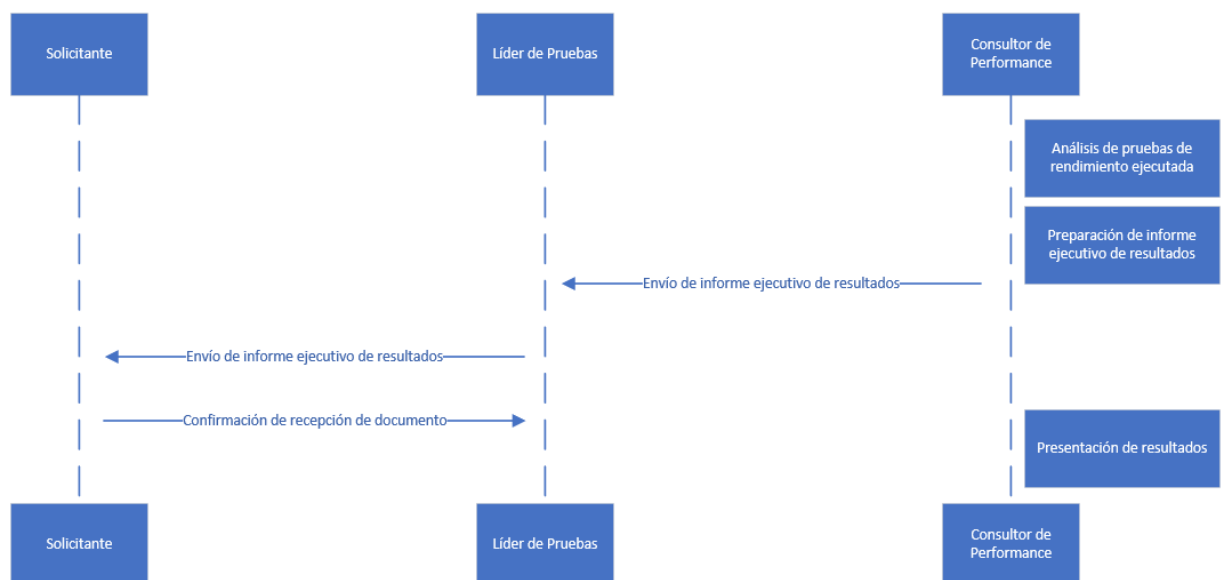 Solicitante
Líder de Pruebas
Consultor de
Performance
Análisis de pruebas de
rendimiento ejecutada
Preparación de informe
ejecutivo de resultados
Envío de informe ejecutivo de resultados
Envío de informe ejecutivo de resultados
Confirmación de recepción de documento
Presentación de resultados
Solicitante
Líder de Pruebas
Consultor de
Performance